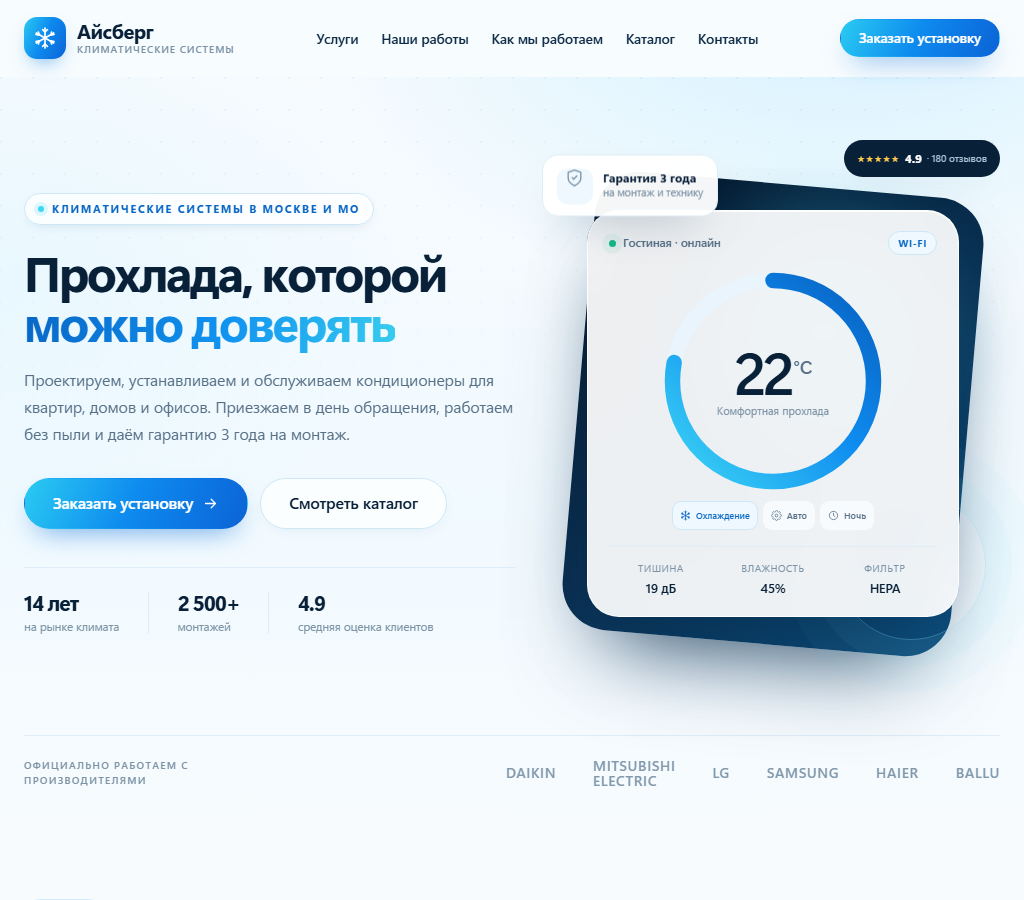 Айсберг
КЛИМАТИЧЕСКИЕ СИСТЕМЫ
Услуги
Наши работы
Как мы работаем
Каталог
Контакты
Заказать установку
КЛИМАТИЧЕСКИЕ СИСТЕМЫ В МОСКВЕ И МО
Прохлада, которой
можно доверять
Проектируем, устанавливаем и обслуживаем кондиционеры для
квартир, домов и офисов. Приезжаем в день обращения, работаем
без пыли и даём гарантию 3 года на монтаж.
Заказать установку →
Смотреть каталог
14 лет
на рынке климата
2 500+
монтажей
4.9
средняя оценка клиентов
★★★★★ 4.9 · 180 отзывов
Гарантия 3 года
на монтаж и технику
Гостиная · онлайн
WI-FI
22°C
Комфортная прохлада
Охлаждение
Авто
Ночь
ТИШИНА
19 дБ
ВЛАЖНОСТЬ
45%
ФИЛЬТР
HEPA
ОФИЦИАЛЬНО РАБОТАЕМ С
ПРОИЗВОДИТЕЛЯМИ
DAIKIN
MITSUBISHI
ELECTRIC
LG
SAMSUNG
HAIER
BALLU